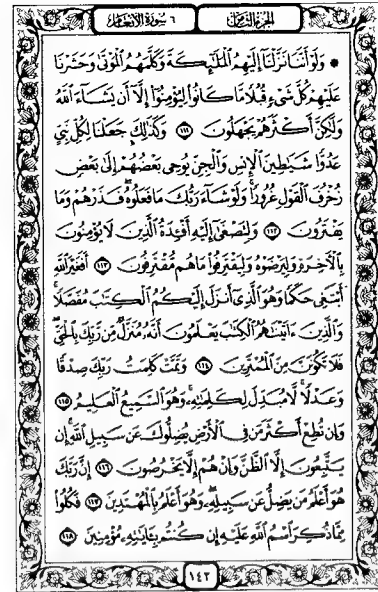 الجزء الثامن ٦ سورة الأنعام
۞ وَلَوْ أَنَّنَا نَزَّلْنَا إِلَيْهِمُ الْمَلَٰئِكَةَ وَكَلَّمَهُمُ الْمَوْتَىٰ وَحَشَرْنَا
عَلَيْهِمْ كُلَّ شَيْءٍ قُبُلًا مَّا كَانُوا لِيُؤْمِنُوا إِلَّا أَن يَشَاءَ اللَّهُ
وَلَٰكِنَّ أَكْثَرَهُمْ يَجْهَلُونَ ١١١ وَكَذَٰلِكَ جَعَلْنَا لِكُلِّ نَبِيٍّ
عَدُوًّا شَيَٰطِينَ الْإِنسِ وَالْجِنِّ يُوحِي بَعْضُهُمْ إِلَىٰ بَعْضٍ
زُخْرُفَ الْقَوْلِ غُرُورًا وَلَوْ شَاءَ رَبُّكَ مَا فَعَلُوهُ فَذَرْهُمْ وَمَا
يَفْتَرُونَ ١١٢ وَلِتَصْغَىٰ إِلَيْهِ أَفْئِدَةُ الَّذِينَ لَا يُؤْمِنُونَ
بِالْأَخِرَةِ وَلِيَرْضَوْهُ وَلِيَقْتَرِفُوا مَا هُم مُّقْتَرِفُونَ ١١٣ أَفَغَيْرَ اللَّهِ
أَبْتَغِي حَكَمًا وَهُوَ الَّذِي أَنزَلَ إِلَيْكُمُ الْكِتَٰبَ مُفَصَّلًا
وَالَّذِينَ ءَاتَيْنَٰهُمُ الْكِتَٰبَ يَعْلَمُونَ أَنَّهُ مُنَزَّلٌ مِّن رَّبِّكَ بِالْحَقِّ
فَلَا تَكُونَنَّ مِنَ الْمُمْتَرِينَ ١١٤ وَتَمَّتْ كَلِمَتُ رَبِّكَ صِدْقًا
وَعَدْلًا لَّا مُبَدِّلَ لِكَلِمَٰتِهِ وَهُوَ السَّمِيعُ الْعَلِيمُ ١١٥
وَإِن تُطِعْ أَكْثَرَ مَن فِي الْأَرْضِ يُضِلُّوكَ عَن سَبِيلِ اللَّهِ إِن
يَتَّبِعُونَ إِلَّا الظَّنَّ وَإِنْ هُمْ إِلَّا يَخْرُصُونَ ١١٦ إِنَّ رَبَّكَ
هُوَ أَعْلَمُ مَن يَضِلُّ عَن سَبِيلِهِ وَهُوَ أَعْلَمُ بِالْمُهْتَدِينَ ١١٧ فَكُلُوا
مِمَّا ذُكِرَ اسْمُ اللَّهِ عَلَيْهِ إِن كُنتُم بِـَٔايَٰتِهِ مُؤْمِنِينَ ١١٨
١٤٢